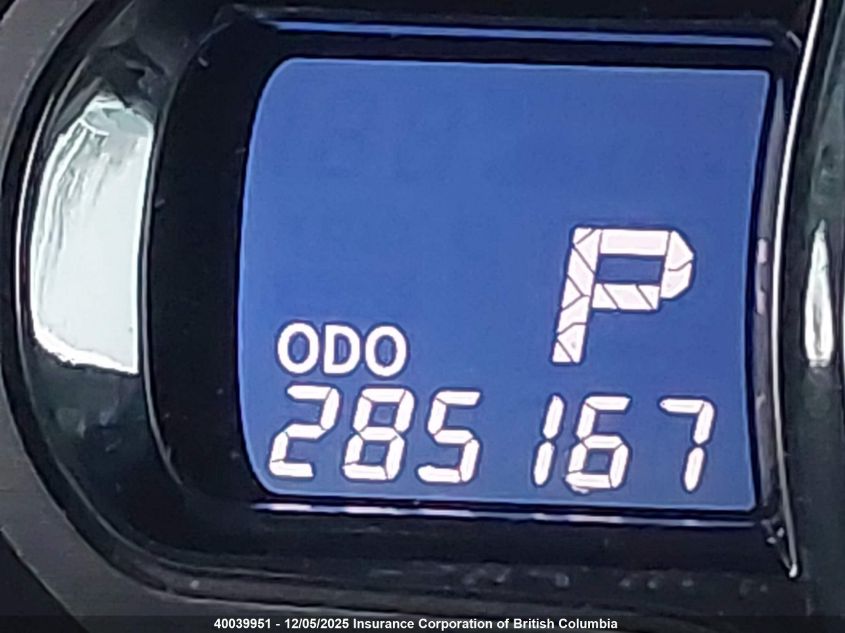 P
ODO
285167
40039951 - 12/05/2025 Insurance Corporation of British Columbia